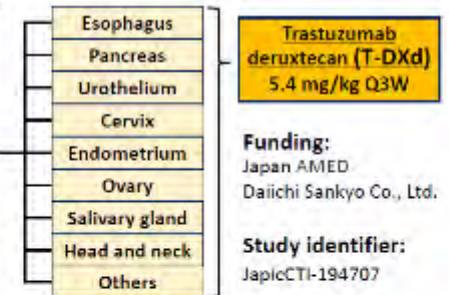 Esophagus
Pancreas
Urothelium
Cervix
Endometrium
Ovary
Salivary gland
Head and neck
Others
Trastuzumab
deruxtecan (T-DXd)
5.4 mg/kg Q3W
Funding:
Japan AMED
Daiichi Sankyo Co., Ltd.
Study identifier:
JapicCTI-194707